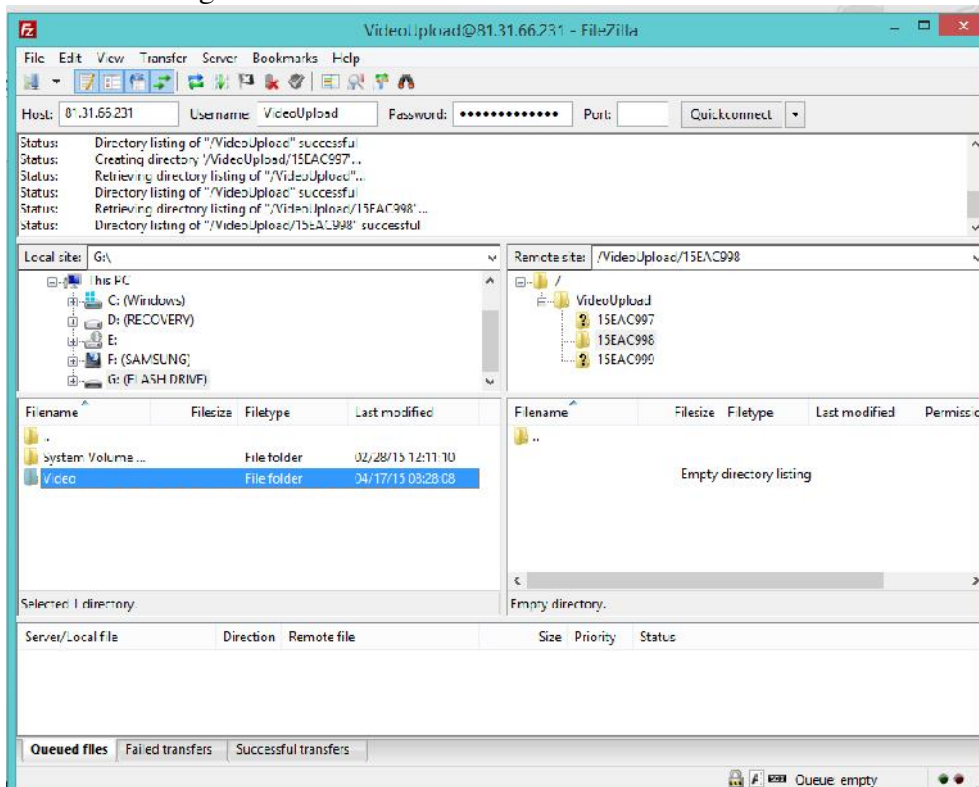 VideoUpload@81.31.66.231 - FileZilla
File Edit View Transfer Server Bookmarks Help
Host: 81.31.66.231 Username: VideoUpload Password: ••••••••••••• Port: Quickconnect
Status: Directory listing of "/VideoUpload" successful
Status: Creating directory '/VideoUpload/15EAC997'...
Status: Retrieving directory listing of "/VideoUpload"...
Status: Directory listing of "/VideoUpload" successful
Status: Retrieving directory listing of "/VideoUpload/15EAC998"...
Status: Directory listing of "/VideoUpload/15EAC998" successful
Local site: G:\
This PC
C: (Windows)
D: (RECOVERY)
E:
F: (SAMSUNG)
G: (FLASH DRIVE)
Remote site: /VideoUpload/15EAC998
/
VideoUpload
15EAC997
15EAC998
15EAC999
Filename Filesize Filetype Last modified
..
System Volume ... File folder 02/28/15 12:11:10
Video File folder 04/17/15 08:28:08
Selected 1 directory.
Filename Filesize Filetype Last modified Permissio
..
Empty directory listing
Empty directory.
Server/Local file Direction Remote file Size Priority Status
Queued files Failed transfers Successful transfers
Queue: empty